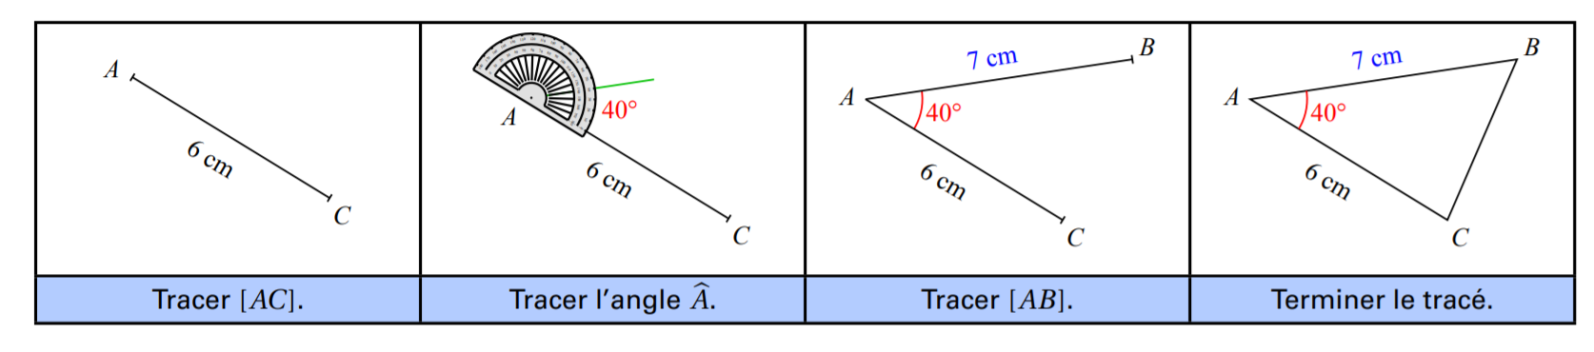 A
6 cm
C
Tracer [AC].
A
40°
6 cm
C
Tracer l’angle Â.
7 cm
B
A
40°
6 cm
C
Tracer [AB].
7 cm
B
A
40°
6 cm
C
Terminer le tracé.